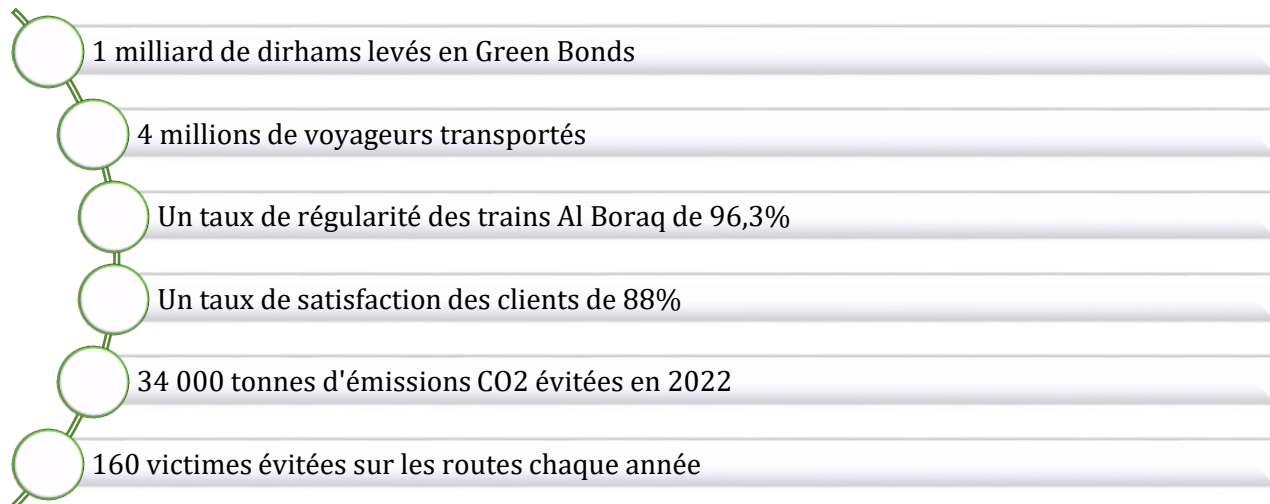 1 milliard de dirhams levés en Green Bonds
4 millions de voyageurs transportés
Un taux de régularité des trains Al Boraq de 96,3%
Un taux de satisfaction des clients de 88%
34 000 tonnes d'émissions CO2 évitées en 2022
160 victimes évitées sur les routes chaque année